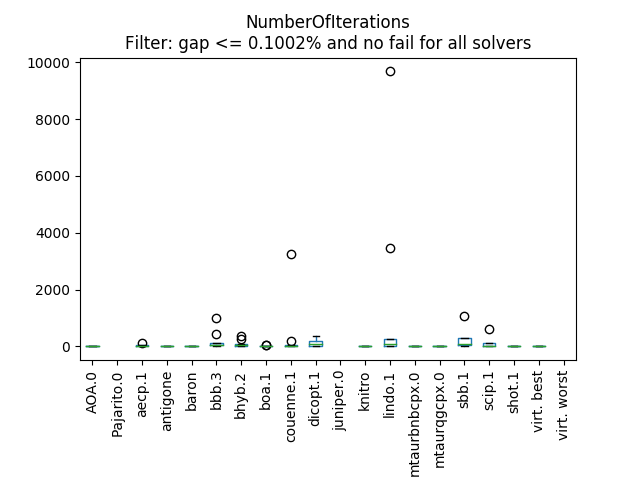 NumberOfIterations
Filter: gap <= 0.1002% and no fail for all solvers
10000
8000
6000
4000
2000
0
AOA.0
Pajarito.0
aecp.1
antigone
baron
bbb.3
bhyb.2
boa.1
couenne.1
dicopt.1
juniper.0
knitro
lindo.1
mtaurbnbcpx.0
mtaurqgcpx.0
sbb.1
scip.1
shot.1
virt. best
virt. worst